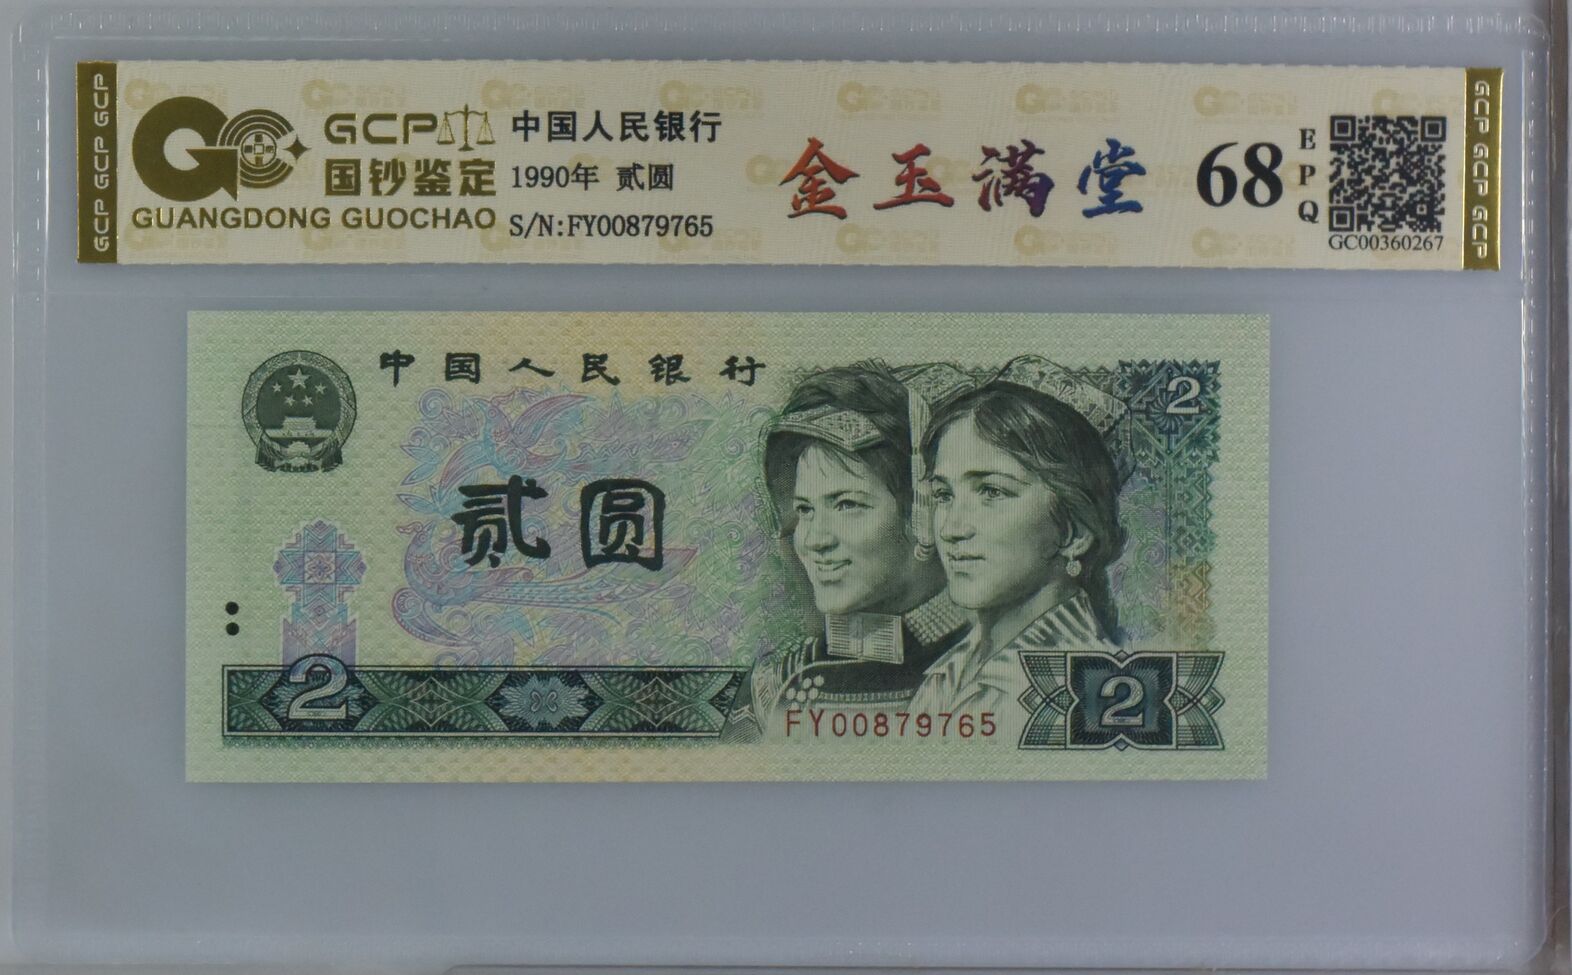 GCP GCP GCP
GCP
国钞鉴定
GUANGDONG GUOCHAO
中国人民银行
1990年 贰圆
S/N:FY00879765
金玉满堂
68
EPQ
GC00360267
GCP GCP GCP
中国人民银行
2
贰圆
2
FY00879765
2